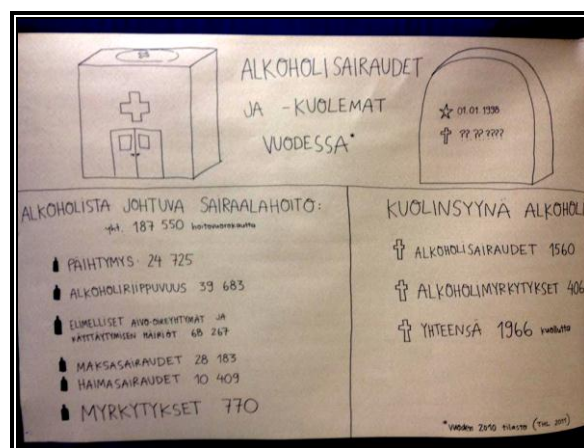 ALKOHOLISAIRAUDET
JA -KUOLEMAT
VUODESSA*
01.01.1998
??.??.????
ALKOHOLISTA JOHTUVA SAIRAALAHOITO:
yht. 187 550 hoitovuorokautta
PÄIHTYMYS - 24 725
ALKOHOLIRIIPPUVUUS 39 683
ELIMELLISET AIVO-OIREYHTYMÄT JA
KÄYTTÄYTYMISEN HÄIRIÖT 68 267
MAKSASAIRAUDET 28 183
HAIMASAIRAUDET 10 409
MYRKYTYKSET 770
KUOLINSYYNÄ ALKOHOLI
ALKOHOLISAIRAUDET 1560
ALKOHOLIMYRKYTYKSET 406
YHTEENSÄ 1966 kuollutta
*Vuoden 2010 tilasto (THL 2011)